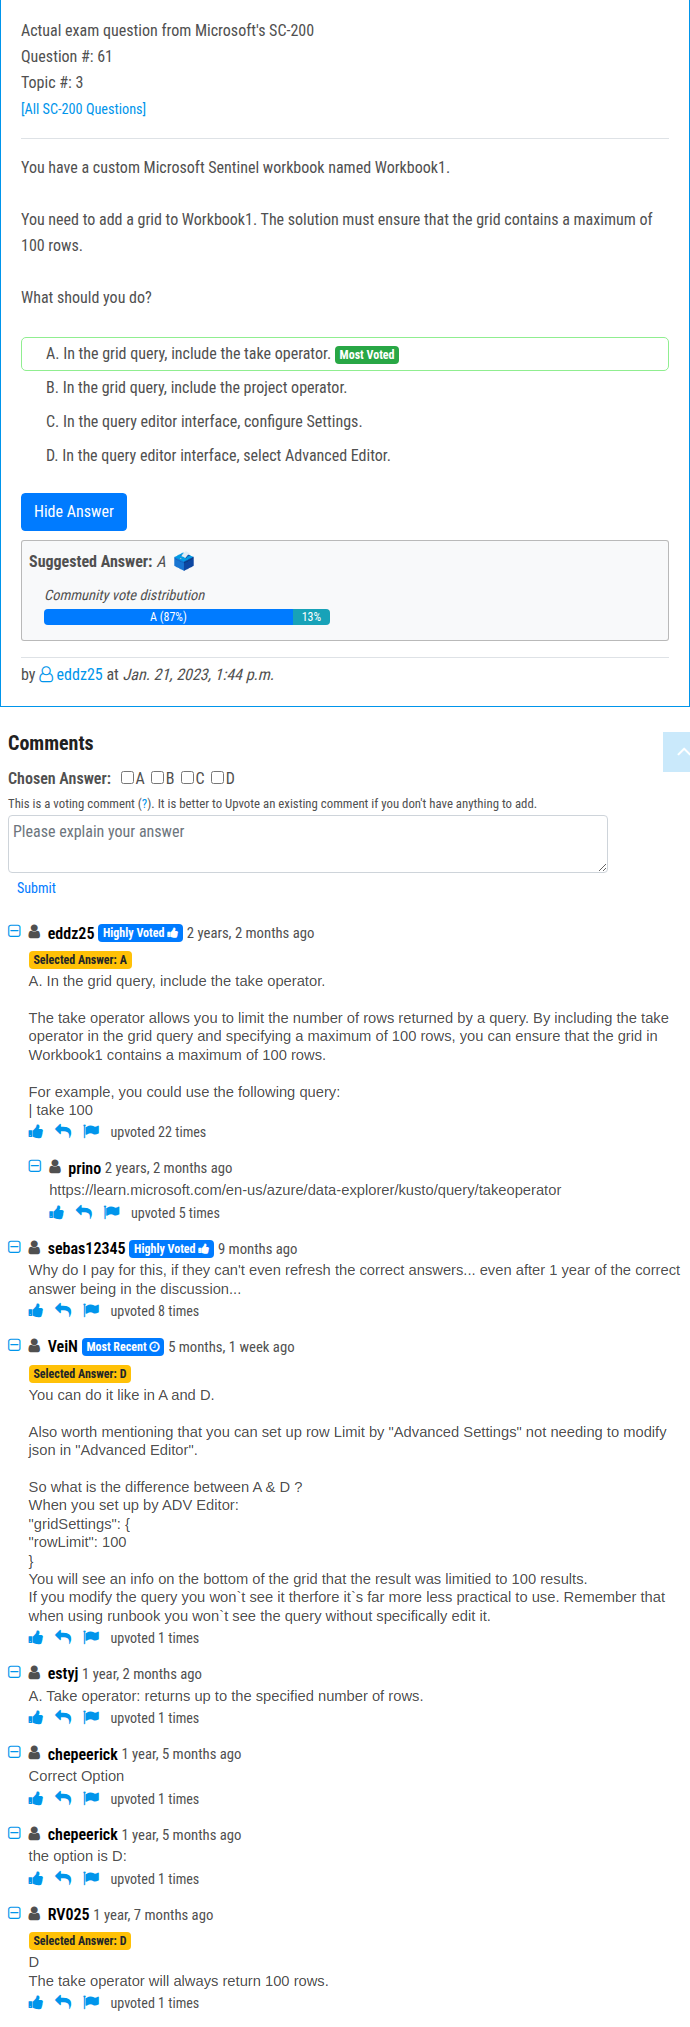 Actual exam question from Microsoft's SC-200
Question #: 61
Topic #: 3
[All SC-200 Questions]
You have a custom Microsoft Sentinel workbook named Workbook1.
You need to add a grid to Workbook1. The solution must ensure that the grid contains a maximum of
100 rows.
What should you do?
A. In the grid query, include the take operator. Most Voted
B. In the grid query, include the project operator.
C. In the query editor interface, configure Settings.
D. In the query editor interface, select Advanced Editor.
Hide Answer
Suggested Answer: A
Community vote distribution
A (87%) 13%
by eddz25 at Jan. 21, 2023, 1:44 p.m.
Comments
Chosen Answer: A B C D
This is a voting comment (?). It is better to Upvote an existing comment if you don't have anything to add.
Please explain your answer
Submit
eddz25 Highly Voted 2 years, 2 months ago
Selected Answer: A
A. In the grid query, include the take operator.
The take operator allows you to limit the number of rows returned by a query. By including the take
operator in the grid query and specifying a maximum of 100 rows, you can ensure that the grid in
Workbook1 contains a maximum of 100 rows.
For example, you could use the following query:
| take 100
upvoted 22 times
prino 2 years, 2 months ago
https://learn.microsoft.com/en-us/azure/data-explorer/kusto/query/takeoperator
upvoted 5 times
sebas12345 Highly Voted 9 months ago
Why do I pay for this, if they can't even refresh the correct answers... even after 1 year of the correct
answer being in the discussion...
upvoted 8 times
VeiN Most Recent 5 months, 1 week ago
Selected Answer: D
You can do it like in A and D.
Also worth mentioning that you can set up row Limit by "Advanced Settings" not needing to modify
json in "Advanced Editor".
So what is the difference between A & D ?
When you set up by ADV Editor:
"gridSettings": {
"rowLimit": 100
}
You will see an info on the bottom of the grid that the result was limitied to 100 results.
If you modify the query you won`t see it therfore it`s far more less practical to use. Remember that
when using runbook you won`t see the query without specifically edit it.
upvoted 1 times
estyj 1 year, 2 months ago
A. Take operator: returns up to the specified number of rows.
upvoted 1 times
chepeerick 1 year, 5 months ago
Correct Option
upvoted 1 times
chepeerick 1 year, 5 months ago
the option is D:
upvoted 1 times
RV025 1 year, 7 months ago
Selected Answer: D
D
The take operator will always return 100 rows.
upvoted 1 times